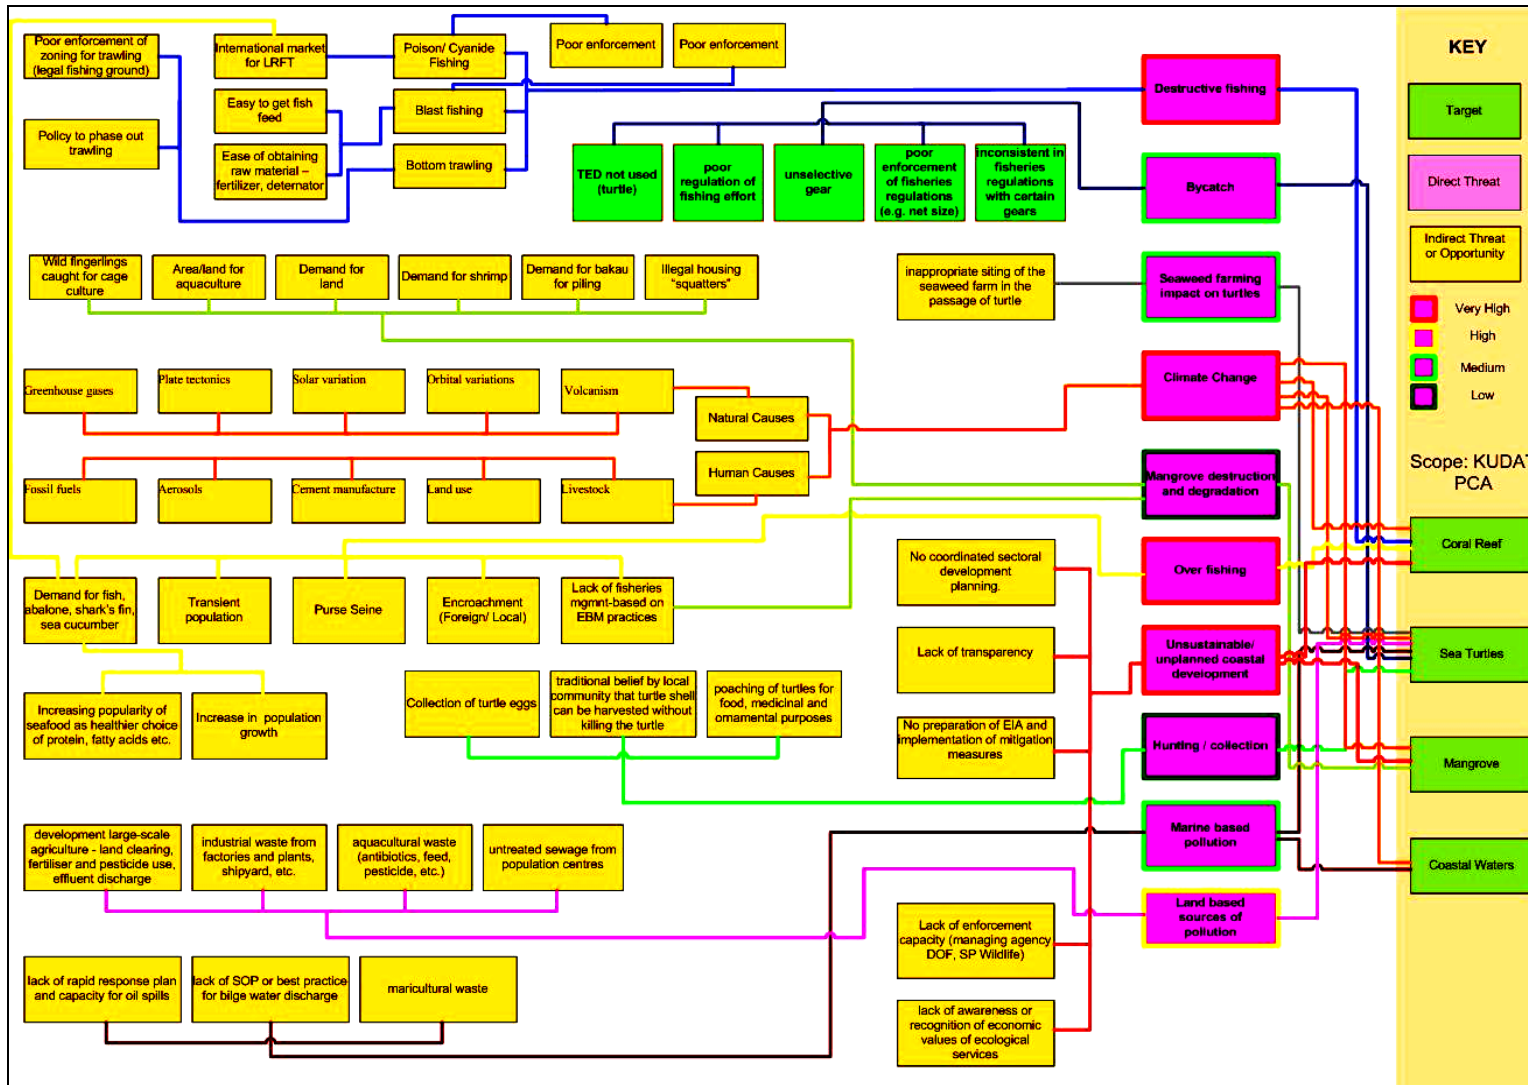 Poor enforcement of
zoning for trawling
(legal fishing ground)
International market
for LRFT
Poison/ Cyanide
Fishing
Poor enforcement
Poor enforcement
Easy to get fish
feed
Blast fishing
Policy to phase out
trawling
Ease of obtaining
raw material –
fertilizer, deternator
Bottom trawling
TED not used
(turtle)
poor
regulation of
fishing effort
unselective
gear
poor
enforcement
of fisheries
regulations
(e.g. net size)
inconsistent in
fisheries
regulations
with certain
gears
Destructive fishing
Bycatch
Wild fingerlings
caught for cage
culture
Area/land for
aquaculture
Demand for
land
Demand for shrimp
Demand for bakau
for piling
Illegal housing
"squatters"
inappropriate siting of the
seaweed farm in the
passage of turtle
Seaweed farming
impact on turtles
Greenhouse gases
Plate tectonics
Solar variation
Orbital variations
Volcanism
Natural Causes
Climate Change
Human Causes
Fossil fuels
Aerosols
Cement manufacture
Land use
Livestock
Mangrove destruction
and degradation
Demand for fish,
abalone, shark's fin,
sea cucumber
Transient
population
Purse Seine
Encroachment
(Foreign/ Local)
Lack of fisheries
mgmnt-based on
EBM practices
No coordinated sectoral
development
planning.
Over fishing
Lack of transparency
Unsustainable/
unplanned coastal
development
Increasing popularity of
seafood as healthier choice
of protein, fatty acids etc.
Increase in population
growth
Collection of turtle eggs
traditional belief by local
community that turtle shell
can be harvested without
killing the turtle
poaching of turtles for
food, medicinal and
ornamental purposes
No preparation of EIA and
implementation of mitigation
measures
Hunting / collection
development large-scale
agriculture - land clearing,
fertiliser and pesticide use,
effluent discharge
industrial waste from
factories and plants,
shipyard, etc.
aquacultural waste
(antibiotics, feed,
pesticide, etc.)
untreated sewage from
population centres
Marine based
pollution
Lack of enforcement
capacity (managing agency
DOF, SP Wildlife)
Land based
sources of
pollution
lack of rapid response plan
and capacity for oil spills
lack of SOP or best practice
for bilge water discharge
maricultural waste
lack of awareness or
recognition of economic
values of ecological
services
KEY
Target
Direct Threat
Indirect Threat
or Opportunity
Very High
High
Medium
Low
Scope: KUDAT
PCA
Coral Reef
Sea Turtles
Mangrove
Coastal Waters